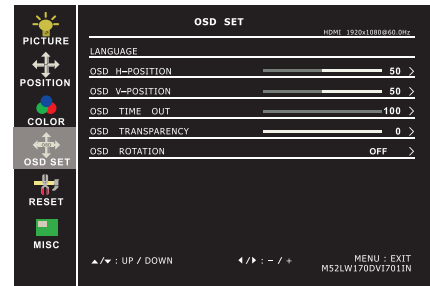 OSD SET
HDMI 1920x1080@60.0Hz
PICTURE
POSITION
COLOR
OSD SET
RESET
MISC
LANGUAGE
OSD H-POSITION 50 >
OSD V-POSITION 50 >
OSD TIME OUT 100 >
OSD TRANSPARENCY 0 >
OSD ROTATION OFF >
▲/▼ : UP / DOWN ◀/▶ : - / + MENU : EXIT
M52LW170DVI701IN